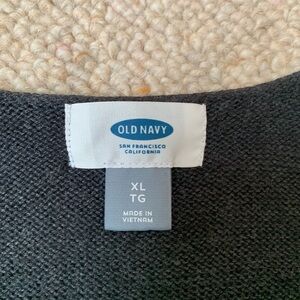 OLD NAVY
SAN FRANCISCO
CALIFORNIA
XL
TG
MADE IN
VIETNAM